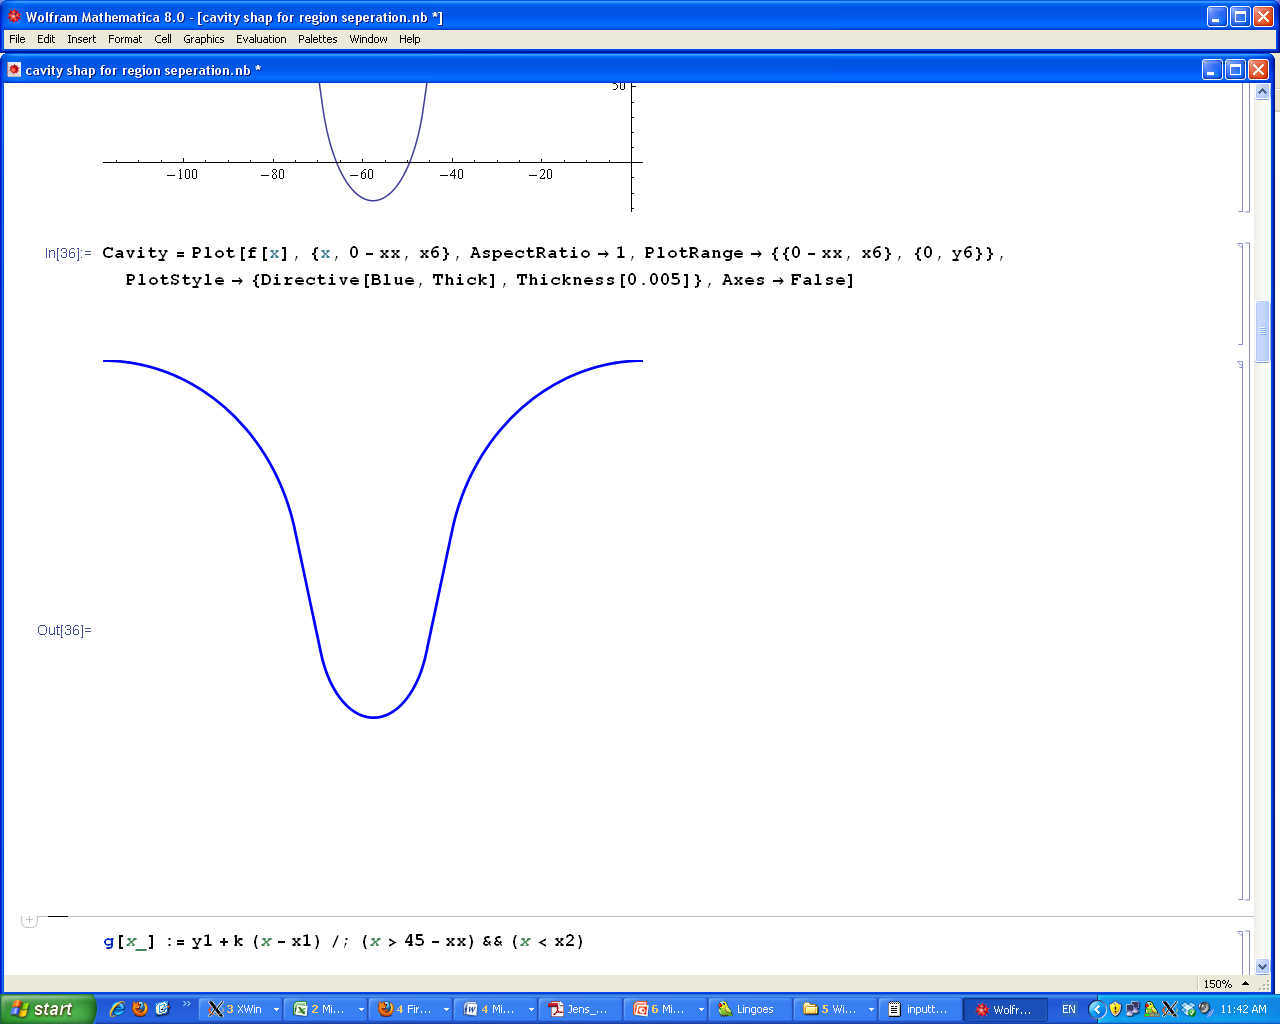 Wolfram Mathematica 8.0 - [cavity shap for region seperation.nb *]
File Edit Insert Format Cell Graphics Evaluation Palettes Window Help
cavity shap for region seperation.nb *
50
−100 −80 −60 −40 −20
In[36]:= Cavity = Plot[f[x], {x, 0 - xx, x6}, AspectRatio → 1, PlotRange → {{0 - xx, x6}, {0, y6}},
PlotStyle → {Directive[Blue, Thick], Thickness[0.005]}, Axes → False]
Out[36]=
g[x_] := y1 + k (x - x1) /; (x > 45 - xx) && (x < x2)
150%
start » 3 XWin 2 Mi... 4 Fir... 4 Mi... Jens_... 6 Mi... Lingoes 5 Wi... inputt... Wolfr... EN 11:42 AM